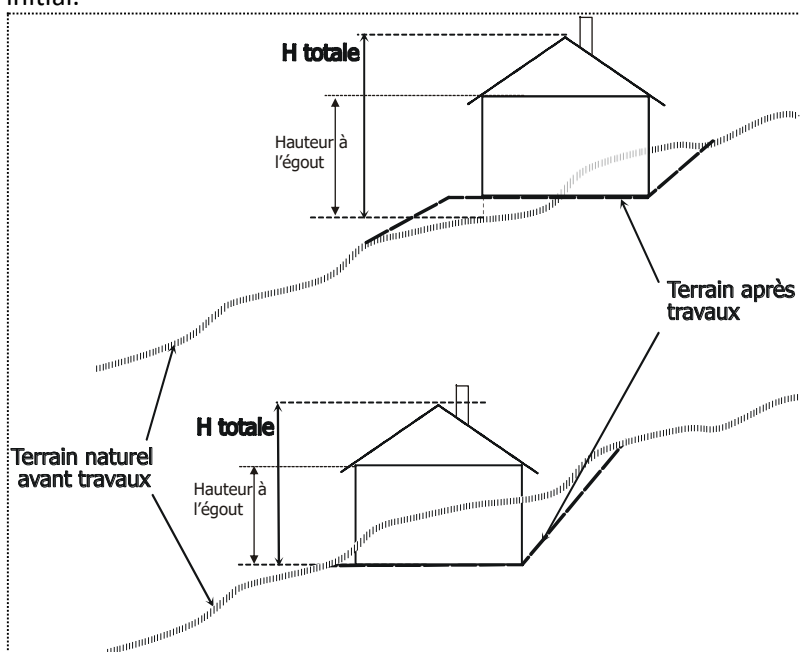 initial.
H totale
Hauteur à
l'égout
Terrain après
travaux
H totale
Terrain naturel
avant travaux
Hauteur à
l'égout